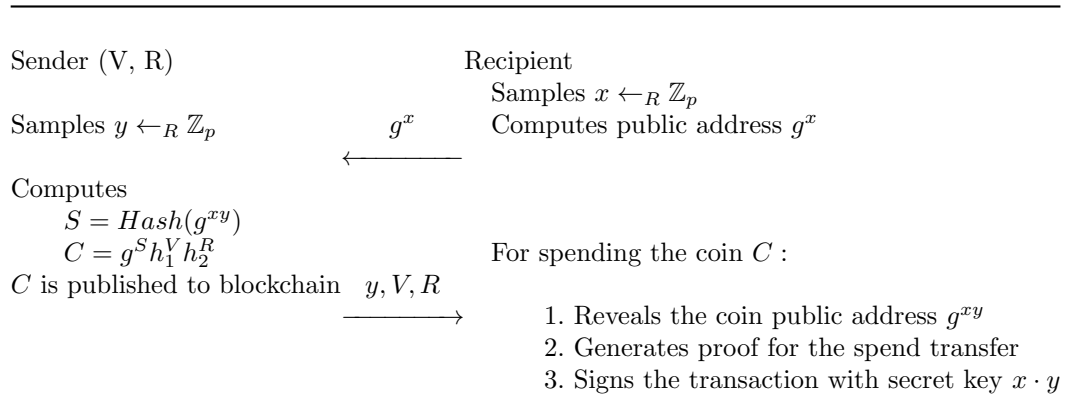 Sender (V, R) Recipient
Samples x ←_R ℤ_p
Samples y ←_R ℤ_p g^x Computes public address g^x
←
Computes
S = Hash(g^{xy})
C = g^S h_1^V h_2^R For spending the coin C :
C is published to blockchain y, V, R
→ 1. Reveals the coin public address g^{xy}
2. Generates proof for the spend transfer
3. Signs the transaction with secret key x · y